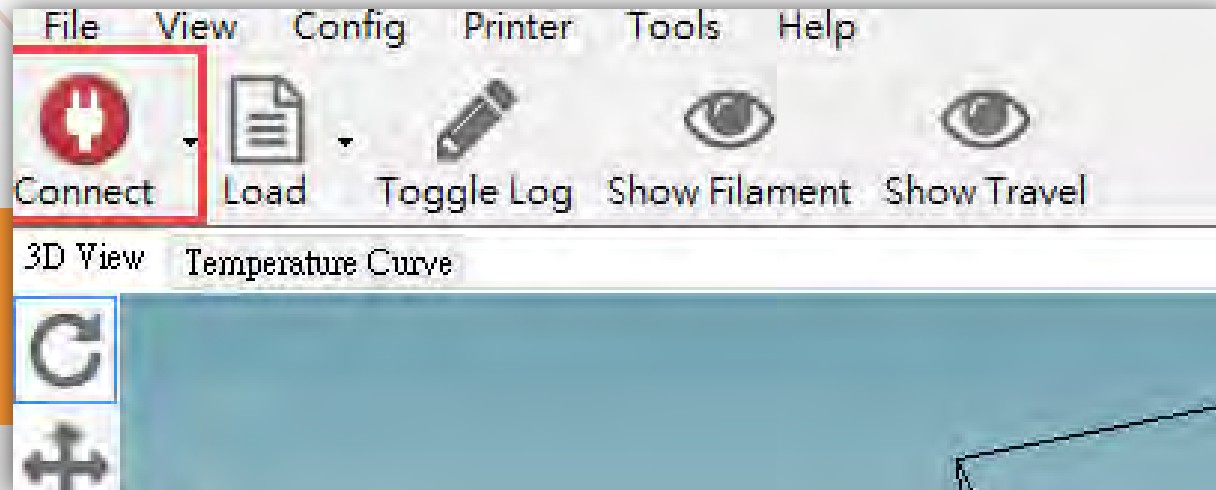 File View Config Printer Tools Help
Connect Load Toggle Log Show Filament Show Travel
3D View Temperature Curve